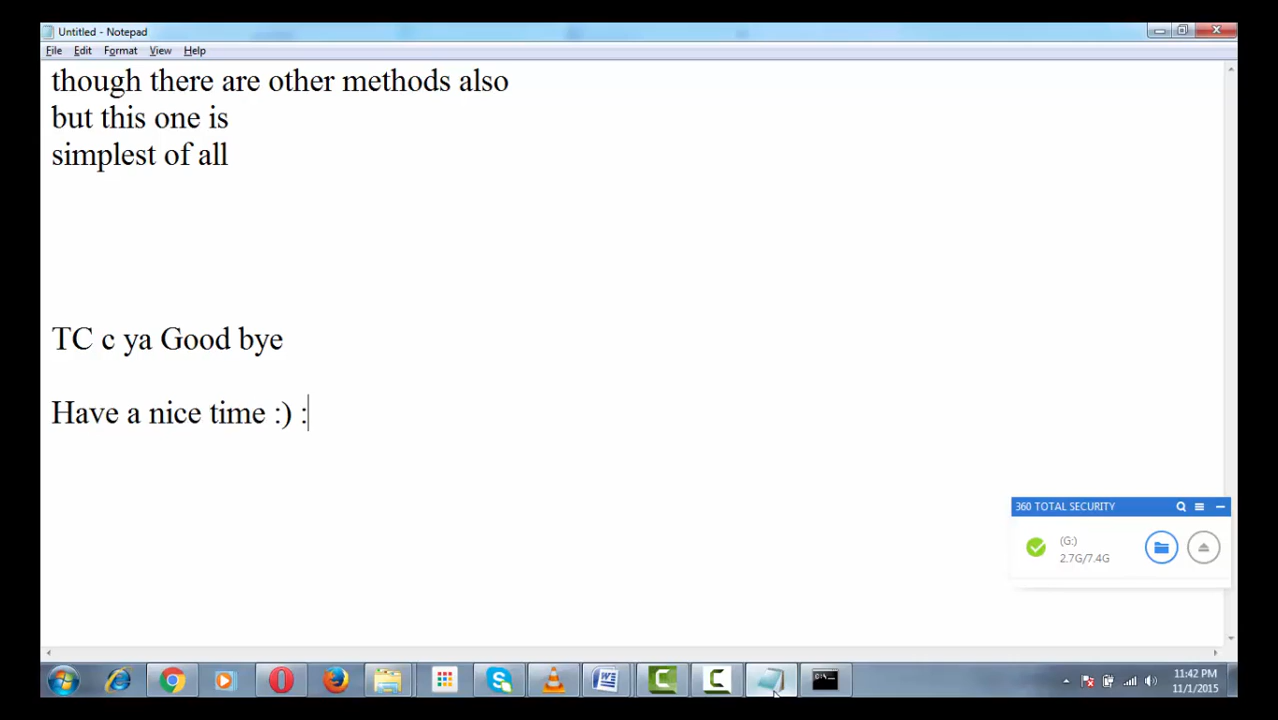 Untitled - Notepad
File Edit Format View Help
though there are other methods also
but this one is
simplest of all
TC c ya Good bye
Have a nice time :) :
360 TOTAL SECURITY
(G:)
2.7G/7.4G
C:\_
11:42 PM
11/1/2015